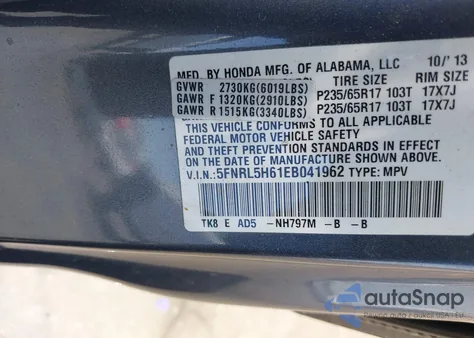 MFD. BY HONDA MFG. OF ALABAMA, LLC 10/'13
TIRE SIZE RIM SIZE
GVWR 2730KG(6019LBS)
GAWR F 1320KG(2910LBS) P235/65R17 103T 17X7J
GAWR R 1515KG(3340LBS) P235/65R17 103T 17X7J
THIS VEHICLE CONFORMS TO ALL APPLICABLE
FEDERAL MOTOR VEHICLE SAFETY
AND THEFT PREVENTION STANDARDS IN EFFECT
ON THE DATE OF MANUFACTURE SHOWN ABOVE.
V.I.N.:5FNRL5H61EB041962 TYPE: MPV
TK8 E AD5 -NH797M -B -B
autoSnap